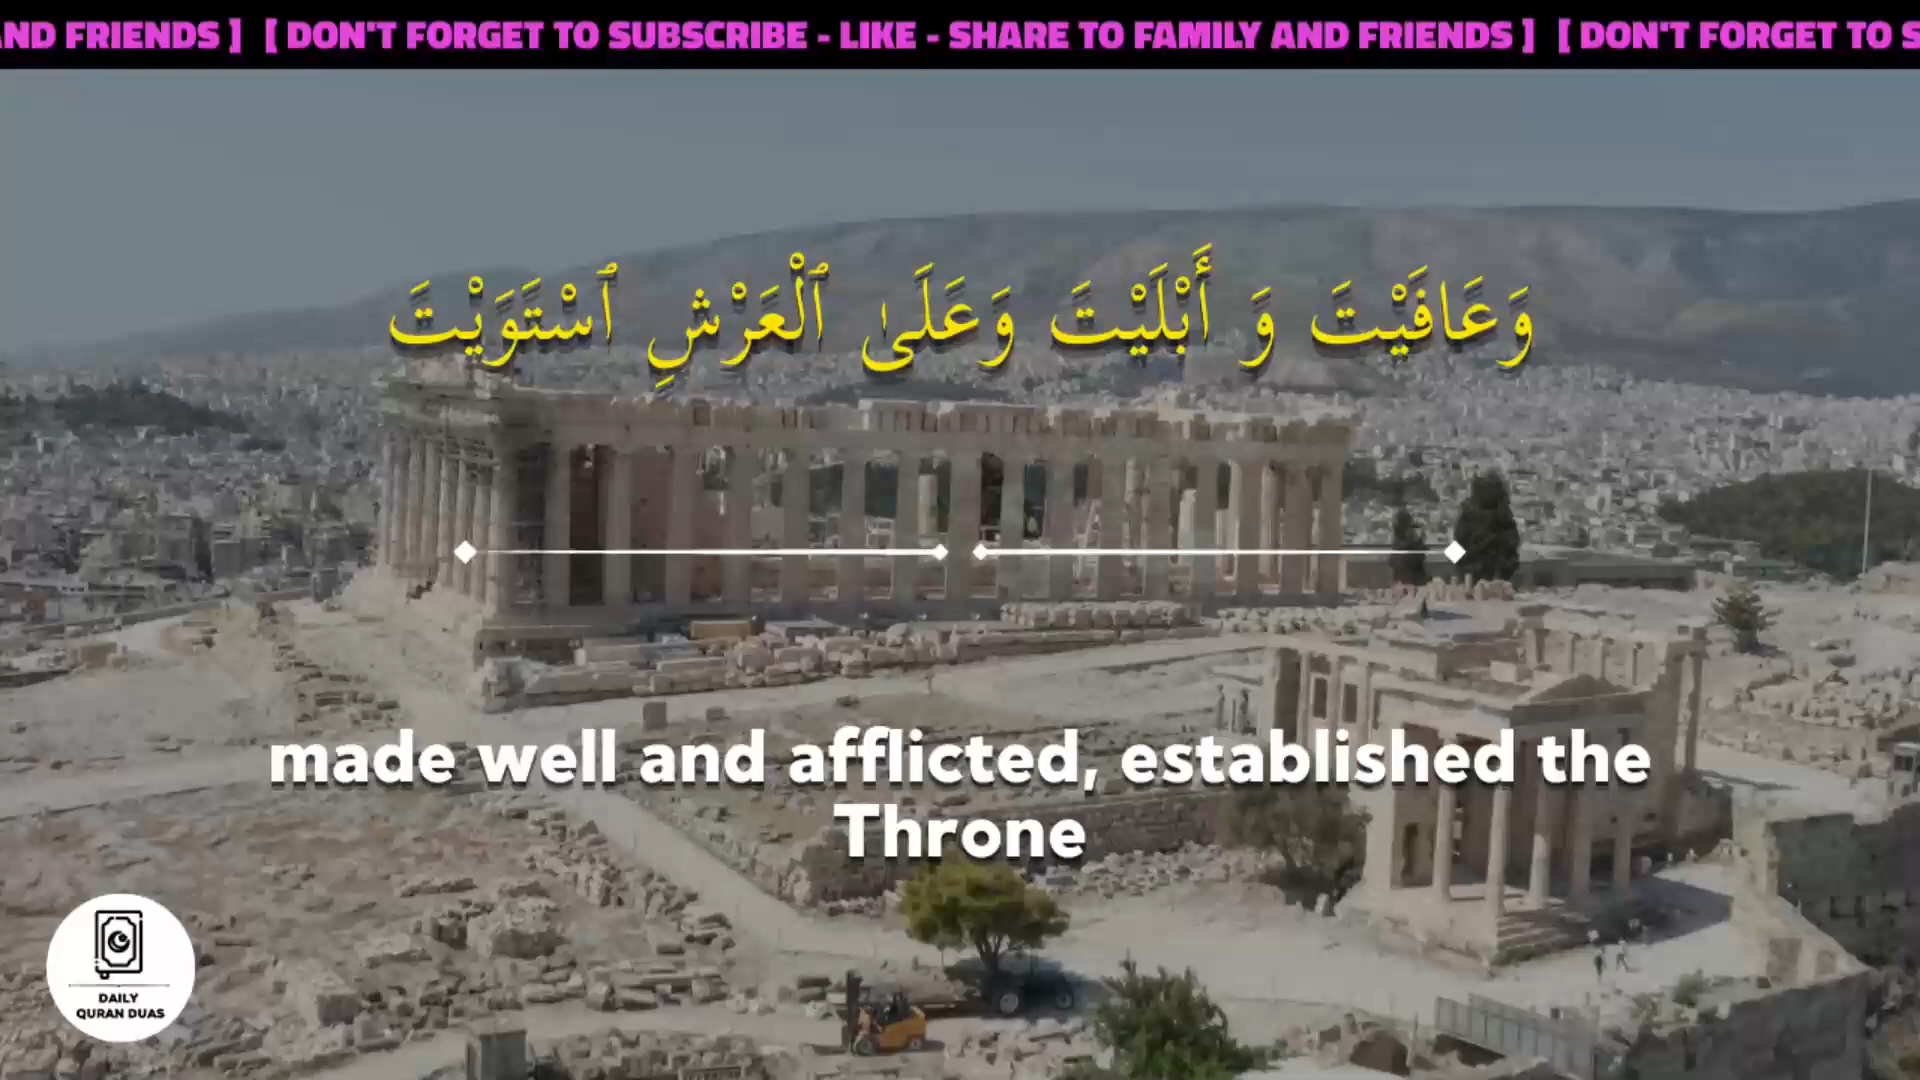 ND FRIENDS ] [ DON'T FORGET TO SUBSCRIBE - LIKE - SHARE TO FAMILY AND FRIENDS ] [ DON'T FORGET TO S
وَعَافَيْتَ وَ أَبْلَيْتَ وَعَلَىٰ ٱلْعَرْشِ ٱسْتَوَيْتَ
made well and afflicted, established the
Throne
DAILY
QURAN DUAS